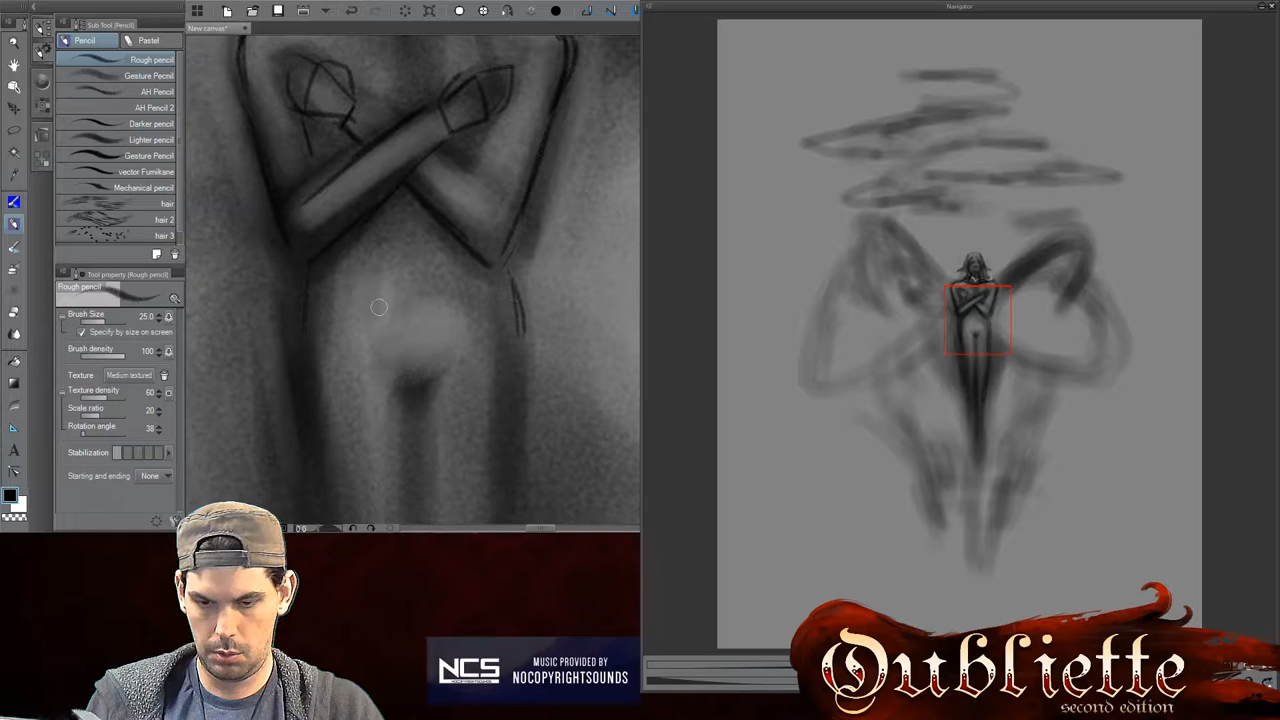 Navigator
Sub Tool [Pencil]
New canvas*
Pencil
Pastel
Rough pencil
Gesture Pecnil
AH Pencil
AH Pencil 2
Darker pencil
Lighter pencil
Gesture Pencil
vector Fumikane
Mechanical pencil
hair
hair 2
hair 3
Tool property [Rough pencil]
Rough pencil
Brush Size 25.0
Specify by size on screen
Brush density 100
Texture Medium textured
Texture density 60
Scale ratio 20
Rotation angle 38
Stabilization
Starting and ending None
0.0
NCS
MUSIC PROVIDED BY
NOCOPYRIGHTSOUNDS
Oubliette
second edition